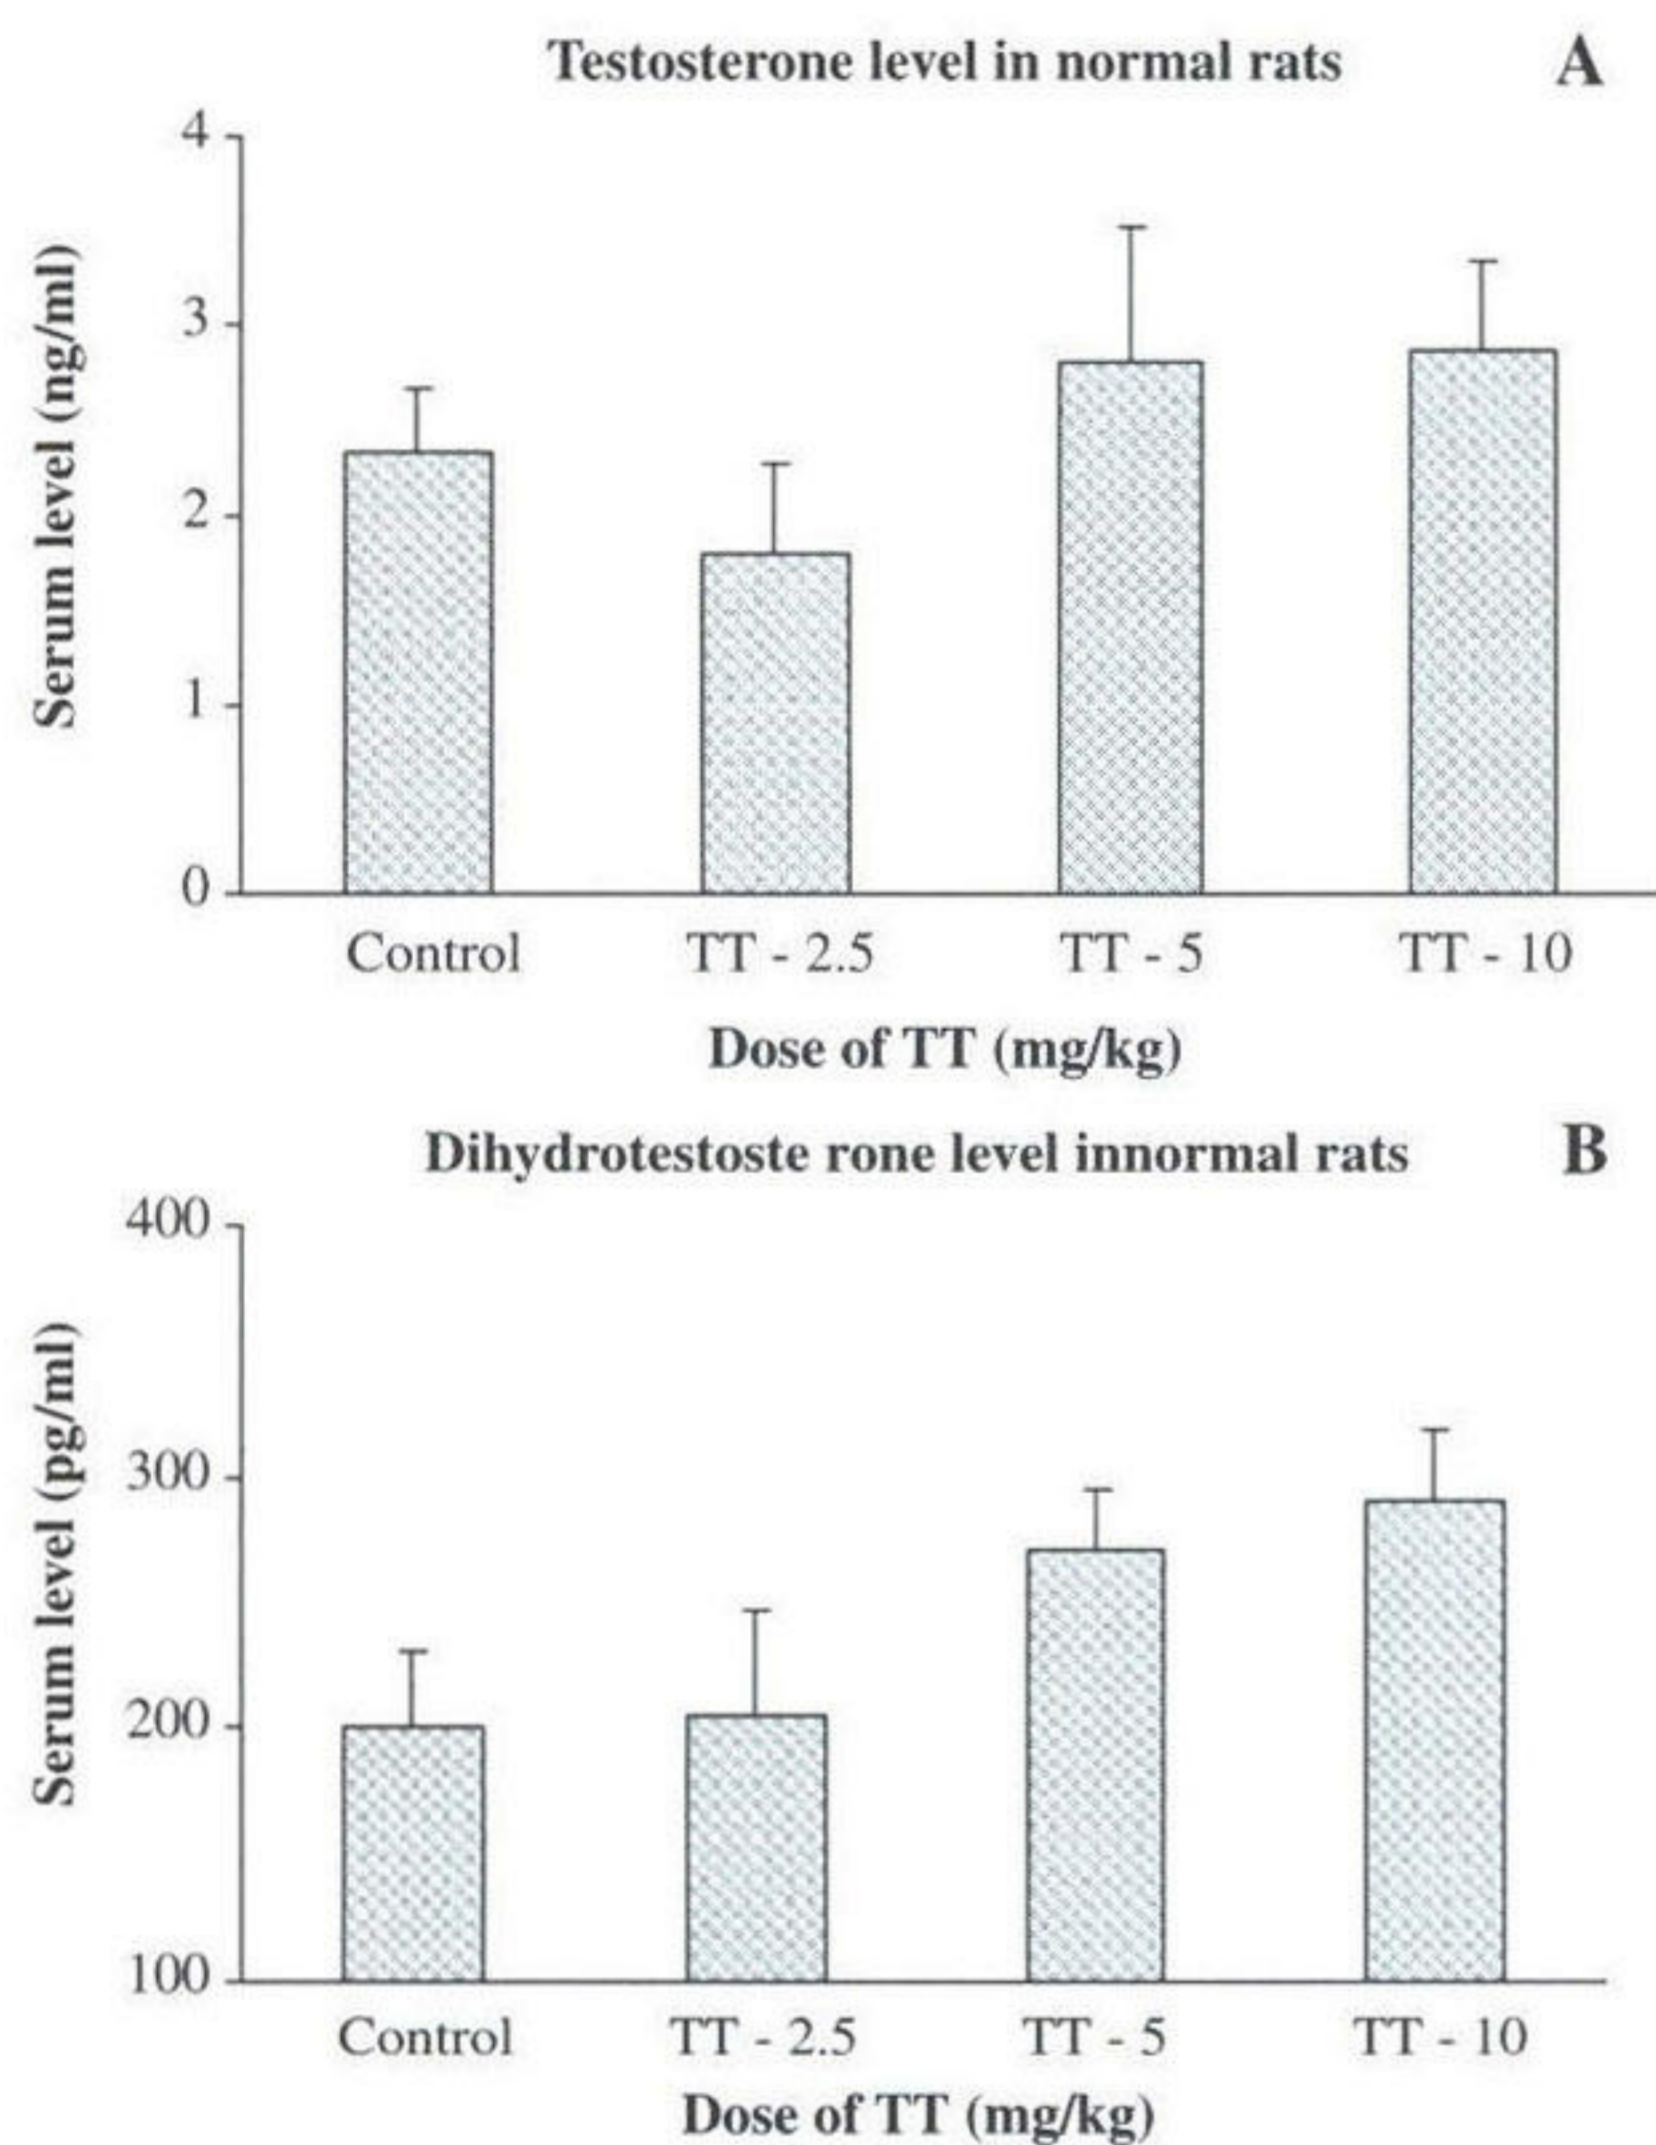 Testosterone level in normal rats A
4
3
2
1
0
Serum level (ng/ml)
Control TT - 2.5 TT - 5 TT - 10
Dose of TT (mg/kg)
Dihydrotestoste rone level innormal rats B
400
300
200
100
Serum level (pg/ml)
Control TT - 2.5 TT - 5 TT - 10
Dose of TT (mg/kg)